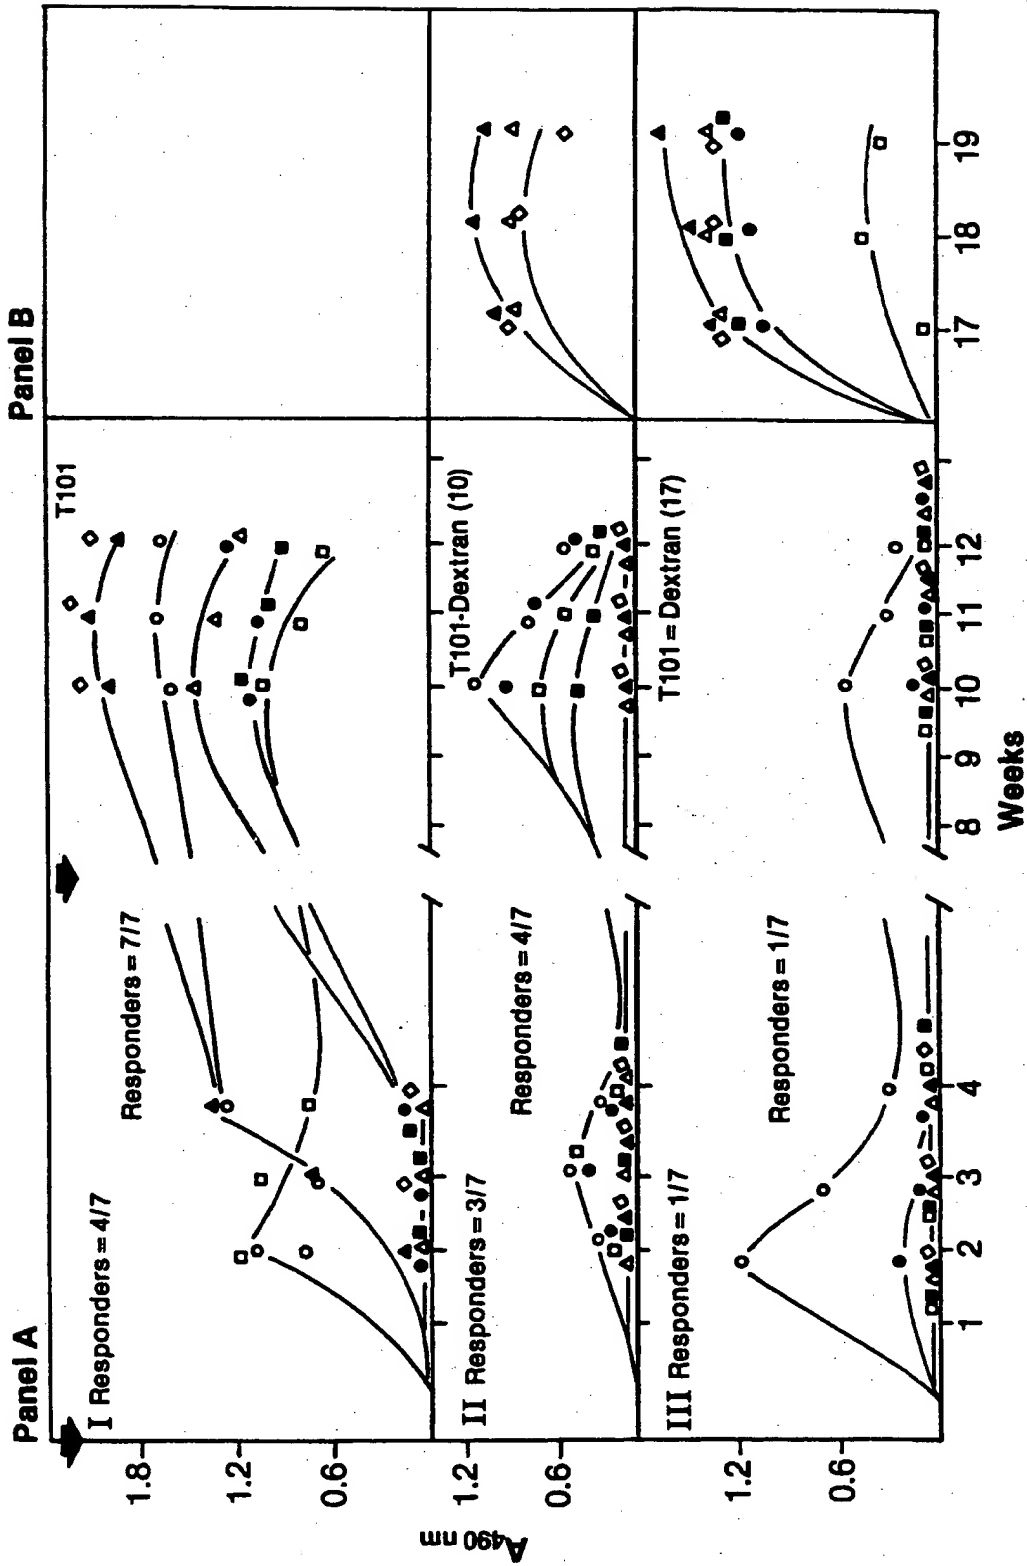 Panel A
Panel B
I Responders = 4/7
Responders = 7/7
T101
1.8
1.2
0.6
II Responders = 3/7
Responders = 4/7
T101-Dextran (10)
1.2
0.6
III Responders = 1/7
Responders = 1/7
T101 = Dextran (17)
1.2
0.6
A490 nm
1 2 3 4 8 9 10 11 12 17 18 19
Weeks